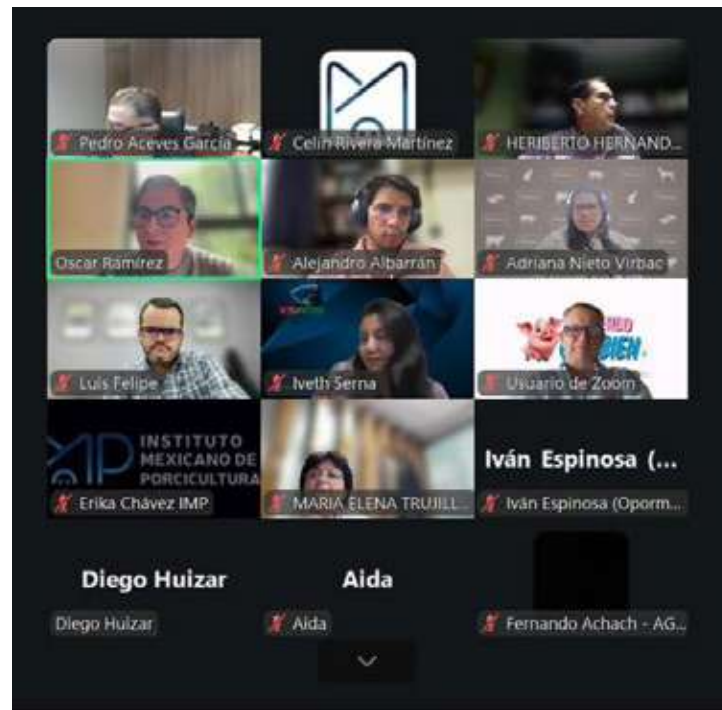 Pedro Aceves García
Celin Rivera Martínez
HERIBERTO HERNAND...
Oscar Ramírez
Alejandro Albarrán
Adriana Nieto Virbac
Luis Felipe
Iveth Serna
BIEN
Usuario de Zoom
INSTITUTO
MEXICANO DE
PORCICULTURA
Erika Chávez IMP
MARIA ELENA TRUJILL...
Iván Espinosa (...
Iván Espinosa (Oporm...
Diego Huizar
Diego Huizar
Aida
Aida
Fernando Achach - AG...